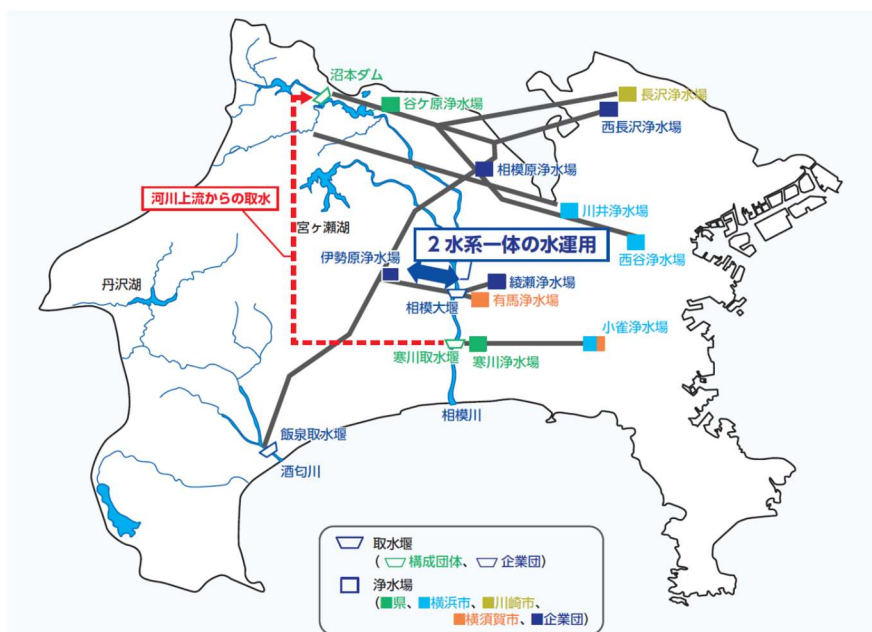 沼本ダム
谷ケ原浄水場
長沢浄水場
西長沢浄水場
相模原浄水場
河川上流からの取水
宮ヶ瀬湖
川井浄水場
2水系一体の水運用
西谷浄水場
伊勢原浄水場
丹沢湖
綾瀬浄水場
相模大堰
有馬浄水場
小雀浄水場
寒川取水堰
寒川浄水場
相模川
飯泉取水堰
酒匂川
取水堰
(構成団体、企業団)
浄水場
(県、横浜市、川崎市、
横須賀市、企業団)